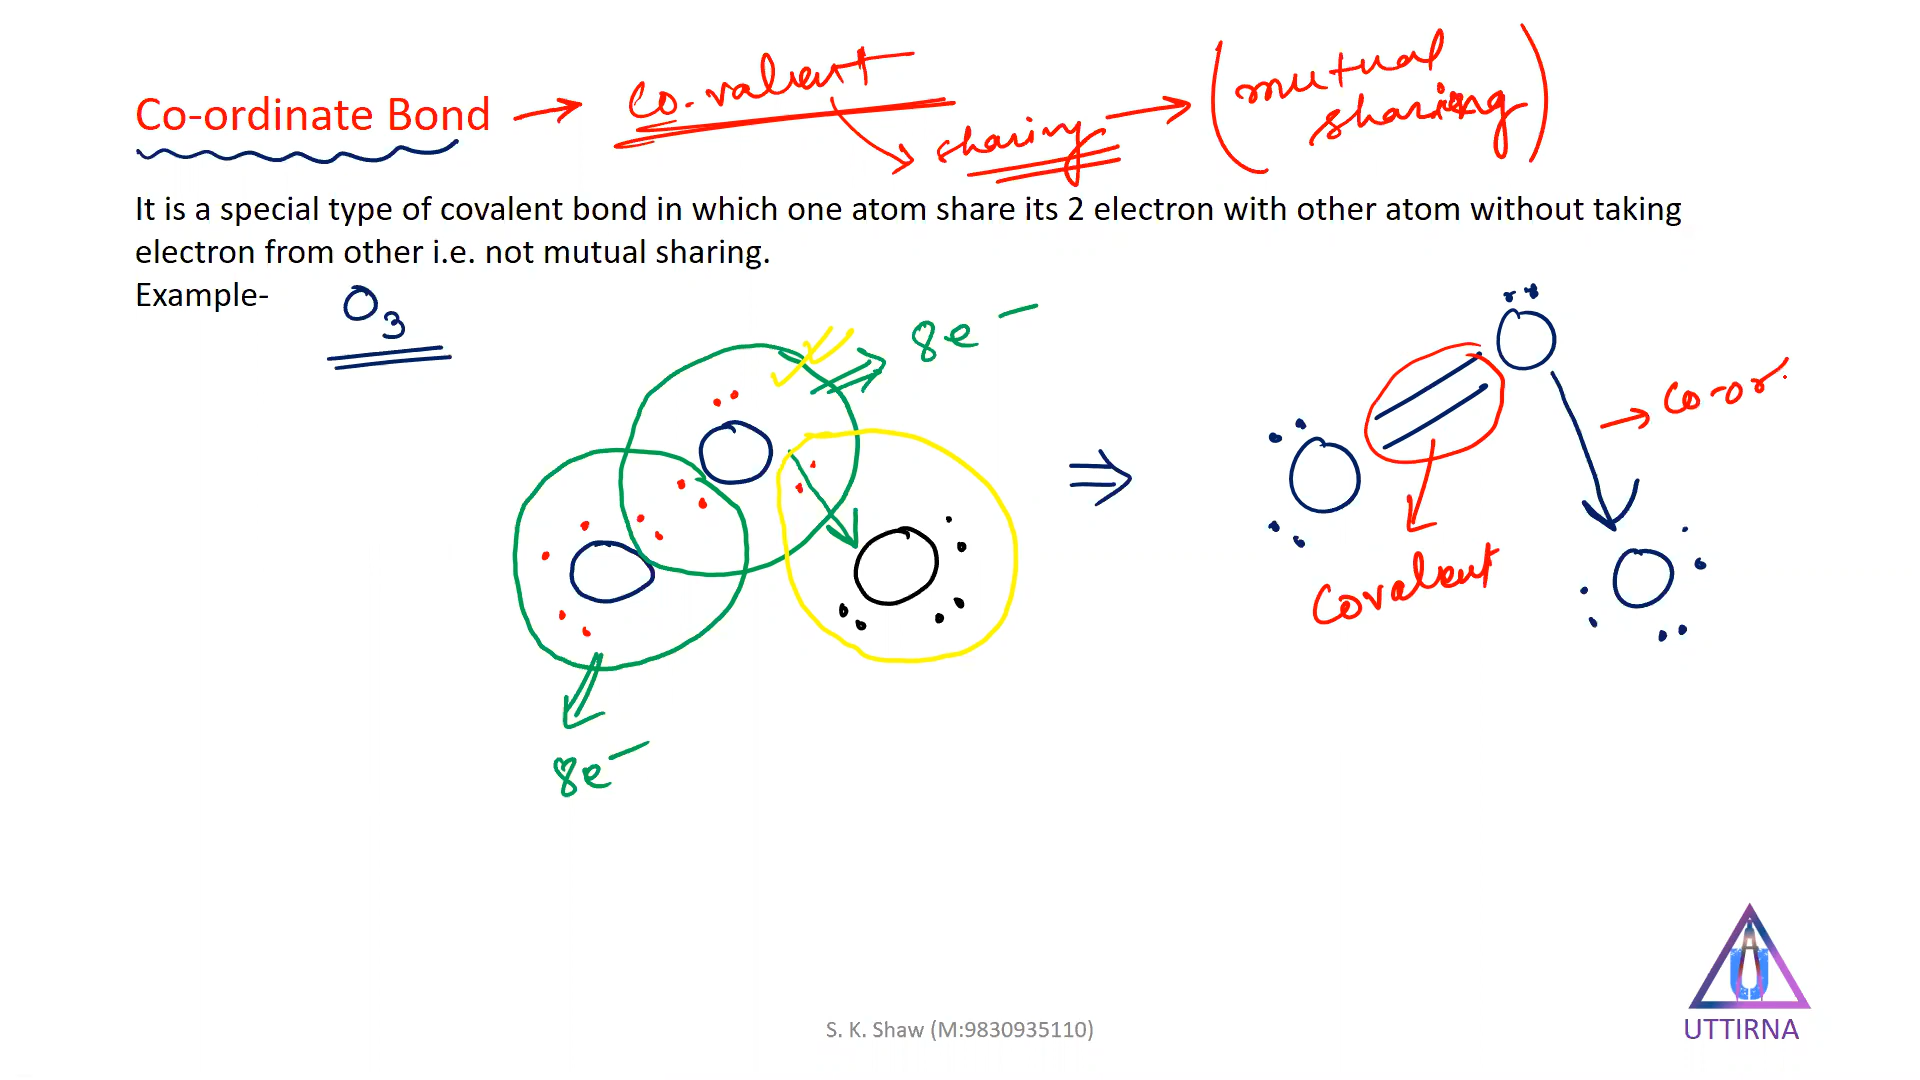 Co-ordinate Bond → Co-valent
sharing → (mutual
sharing)
It is a special type of covalent bond in which one atom share its 2 electron with other atom without taking
electron from other i.e. not mutual sharing.
Example-
O3
8e⁻
O
O
O
8e⁻
⇒
O
O
O
→ Co-or
Covalent
S. K. Shaw (M:9830935110)
UTTIRNA